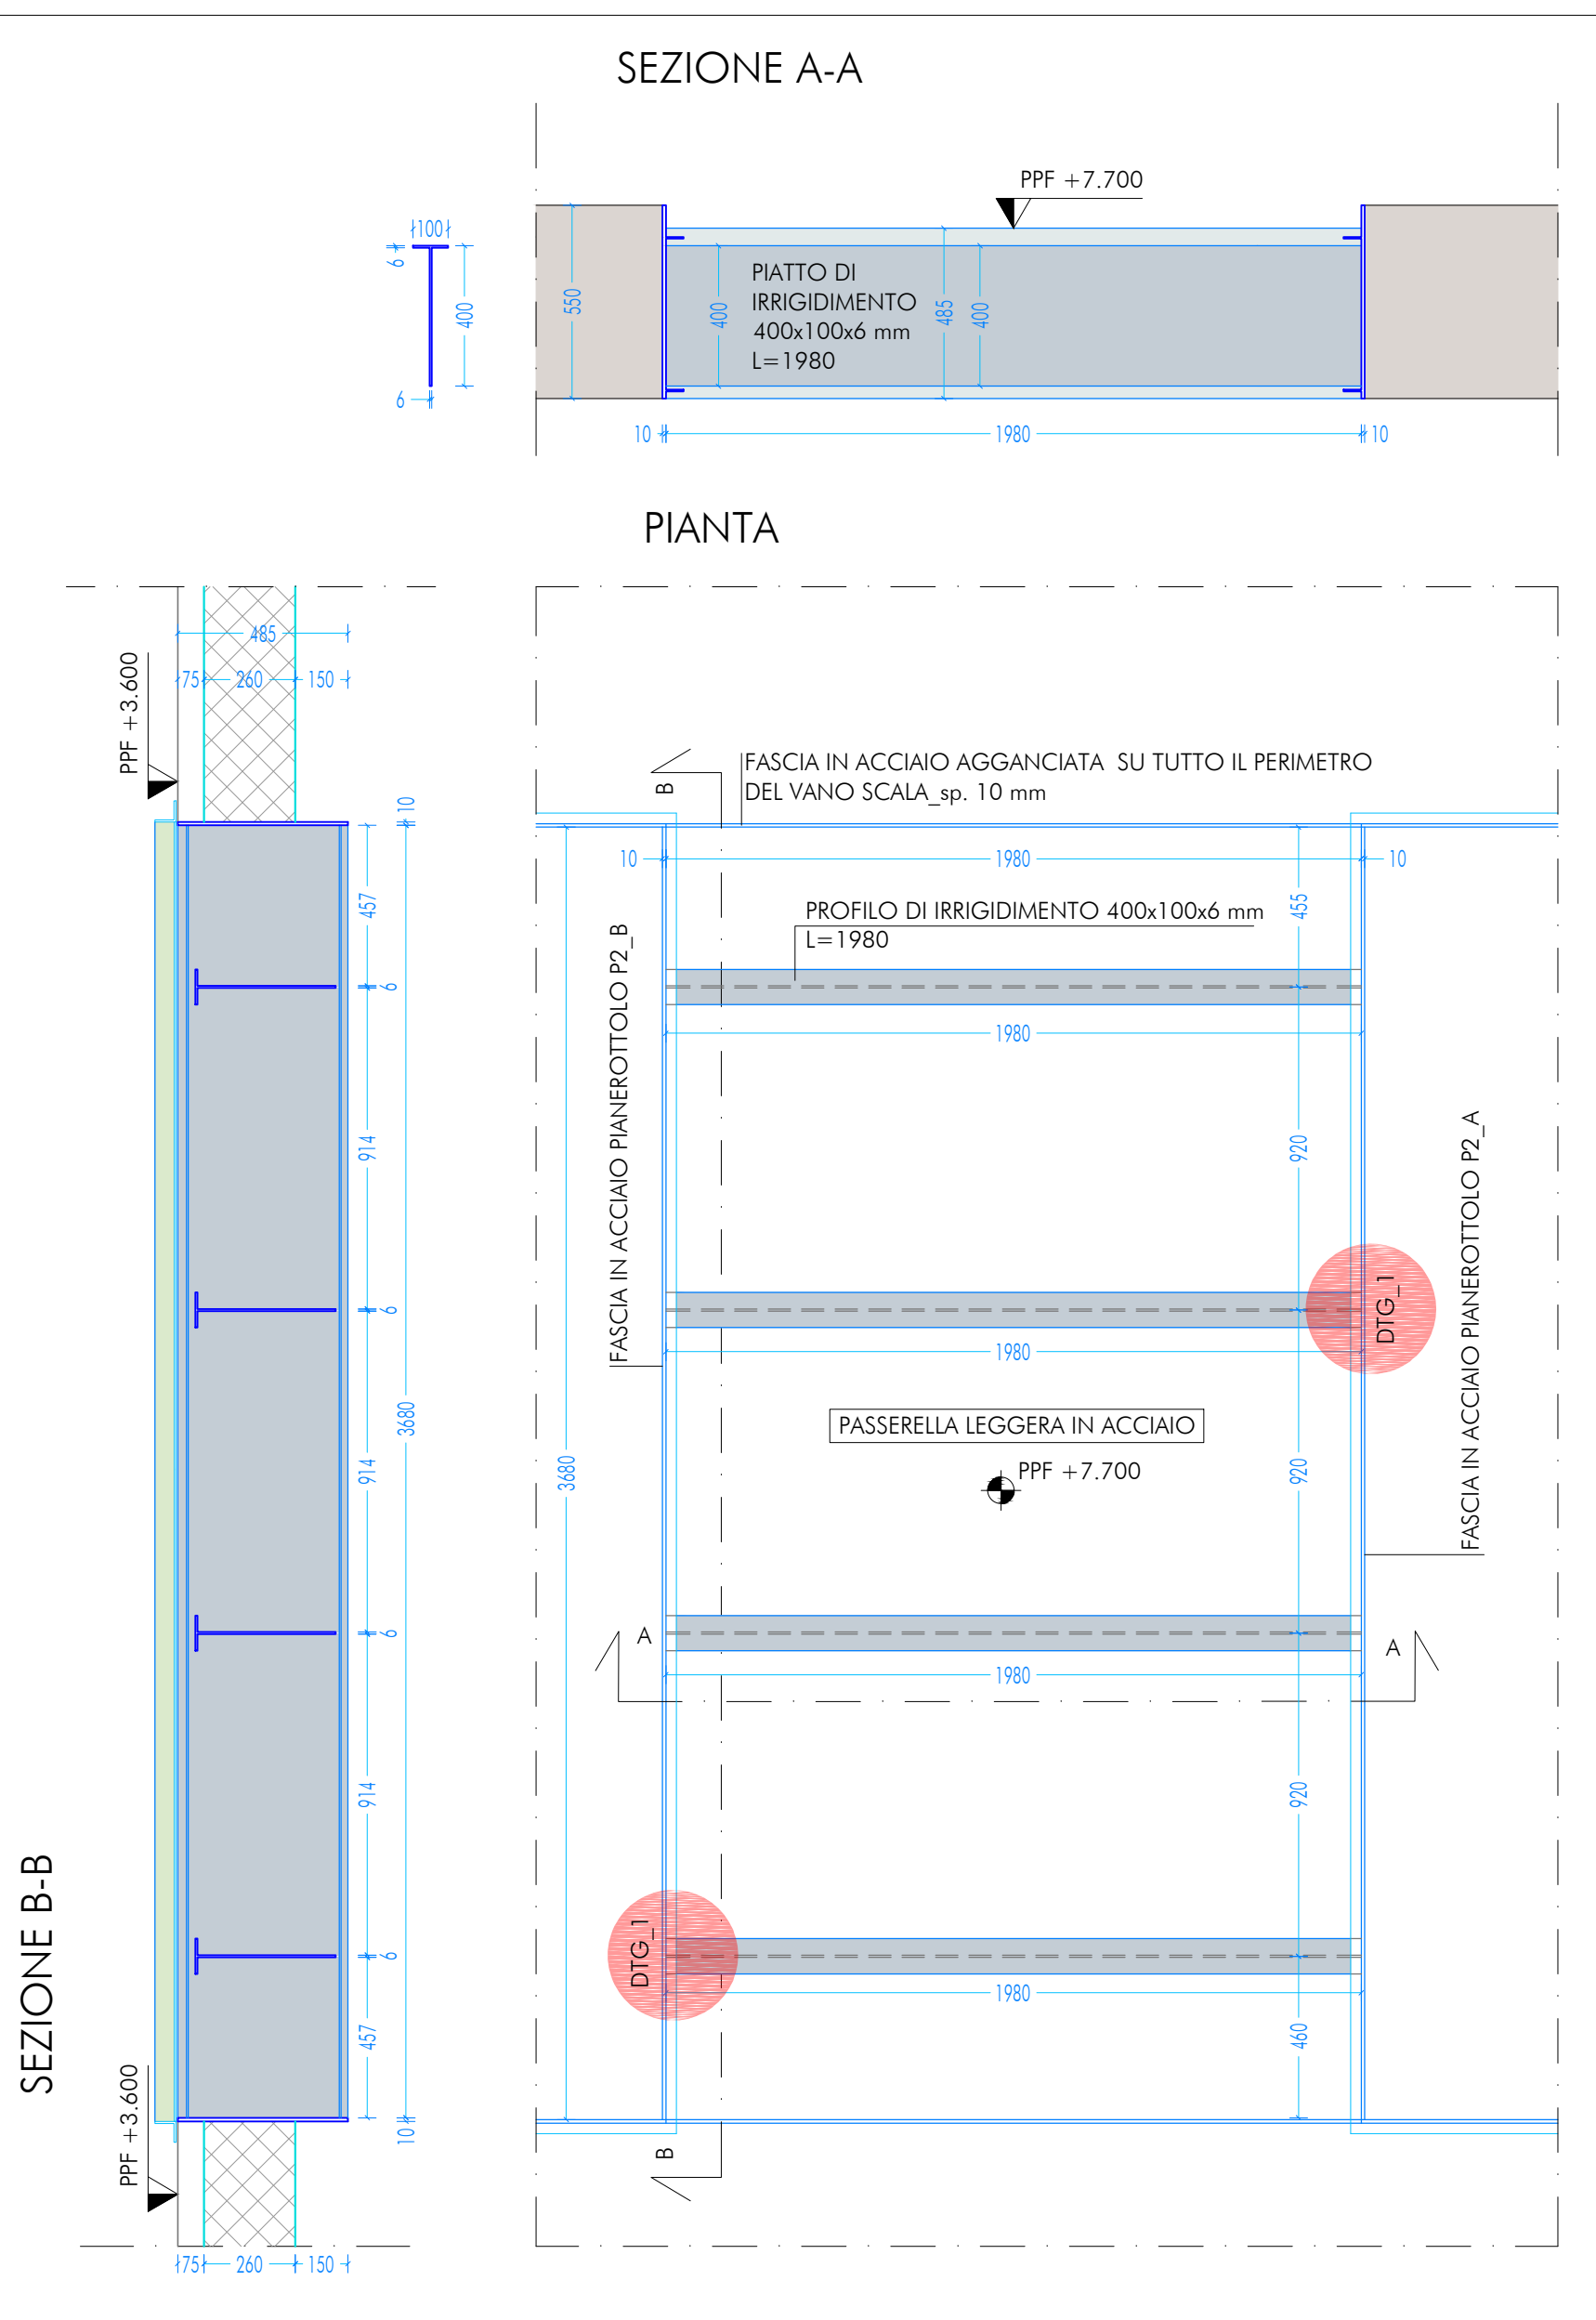 SEZIONE A-A
PPF +7.700
100
6
400
6
550
400
PIATTO DI
IRRIGIDIMENTO
400x100x6 mm
L=1980
485
400
10
1980
10
PIANTA
485
75
260
150
PPF +3.600
10
457
6
914
6
914
3680
6
914
6
457
10
PPF +3.600
75
260
150
SEZIONE B-B
B
FASCIA IN ACCIAIO AGGANCIATA SU TUTTO IL PERIMETRO
DEL VANO SCALA_sp. 10 mm
10
1980
10
455
PROFILO DI IRRIGIDIMENTO 400x100x6 mm
L=1980
FASCIA IN ACCIAIO PIANEROTTOLO P2_B
1980
920
FASCIA IN ACCIAIO PIANEROTTOLO P2_A
DTG_1
1980
PASSERELLA LEGGERA IN ACCIAIO
PPF +7.700
3680
920
A
A
1980
920
DTG_1
1980
460
B